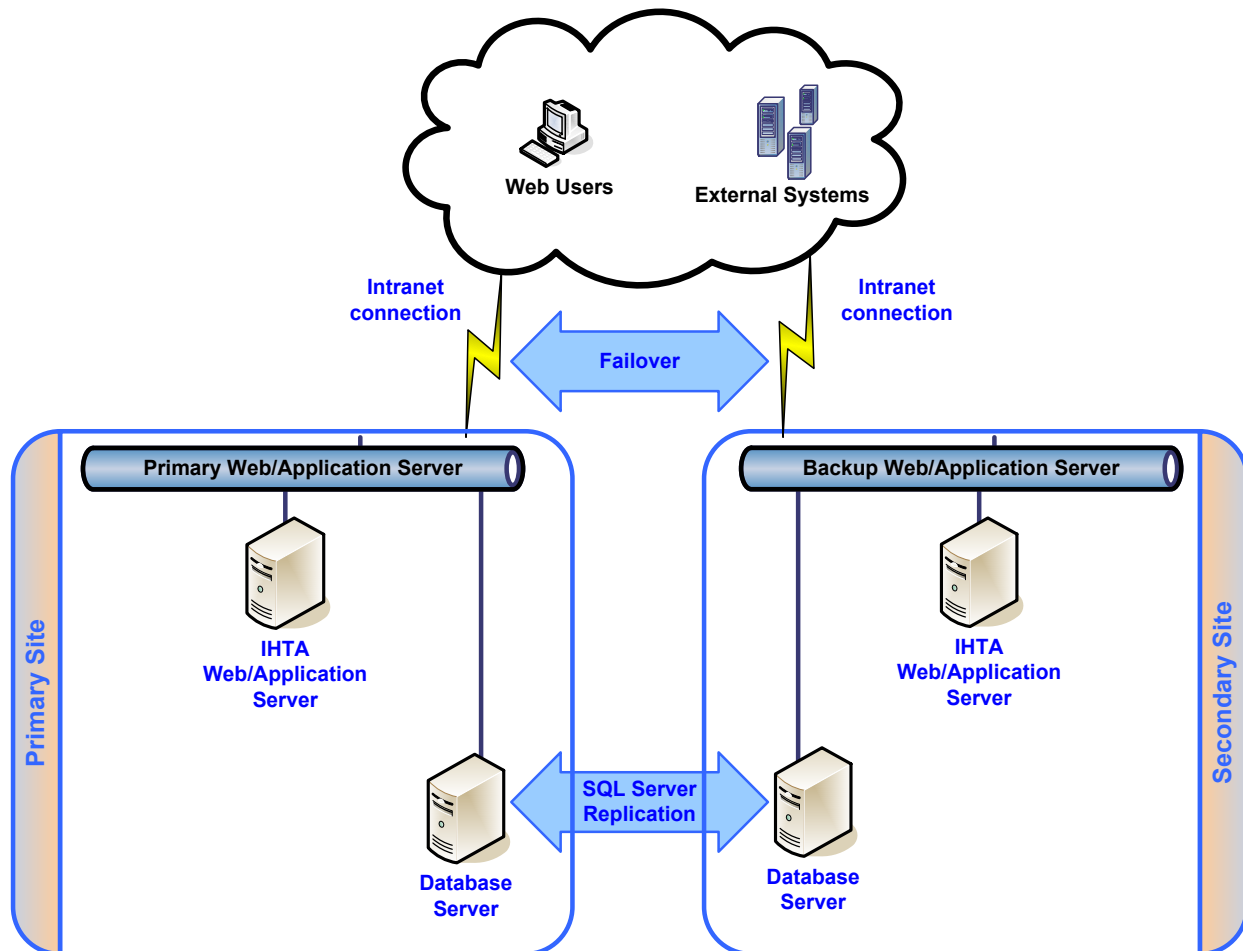 Web Users
External Systems
Intranet
connection
Intranet
connection
Failover
Primary Web/Application Server
Backup Web/Application Server
IHTA
Web/Application
Server
IHTA
Web/Application
Server
Primary Site
Secondary Site
SQL Server
Replication
Database
Server
Database
Server